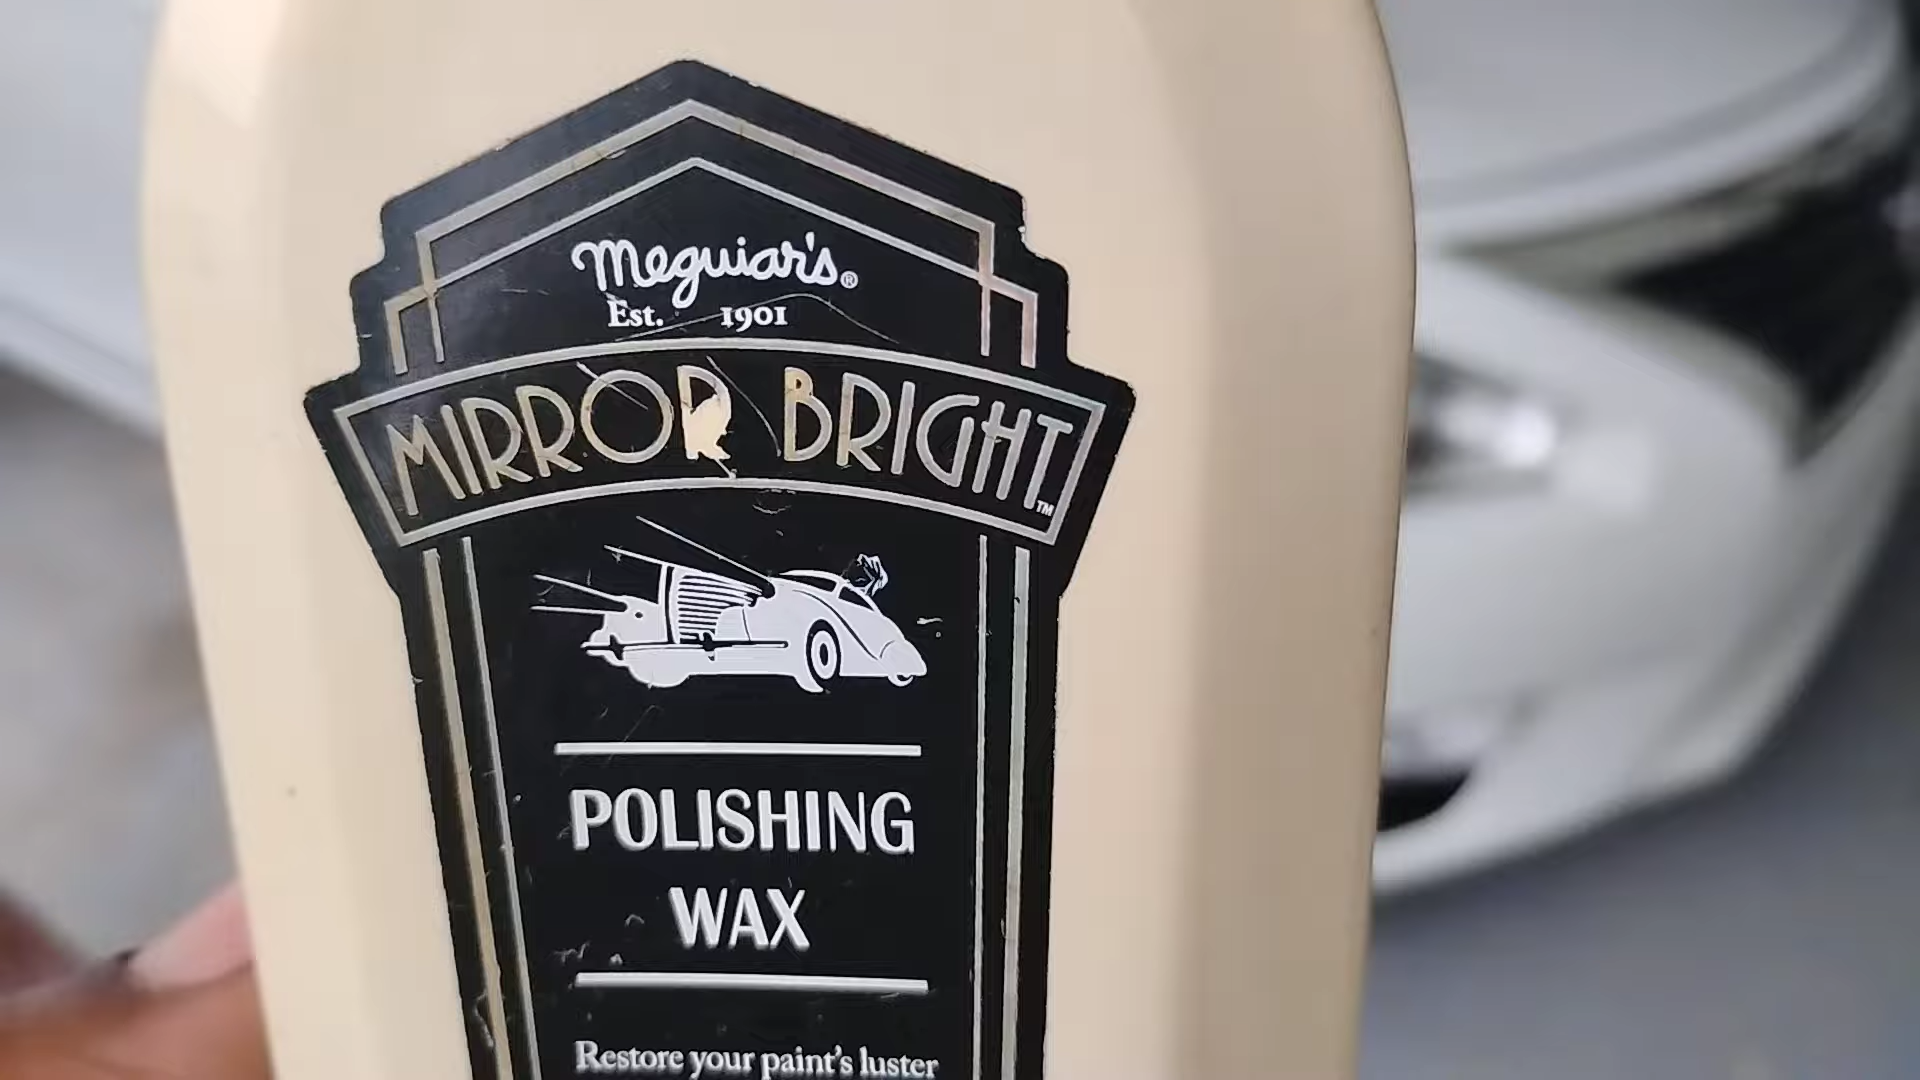 Meguiar's®
Est. 1901
MIRROR BRIGHT™
POLISHING
WAX
Restore your paint's luster